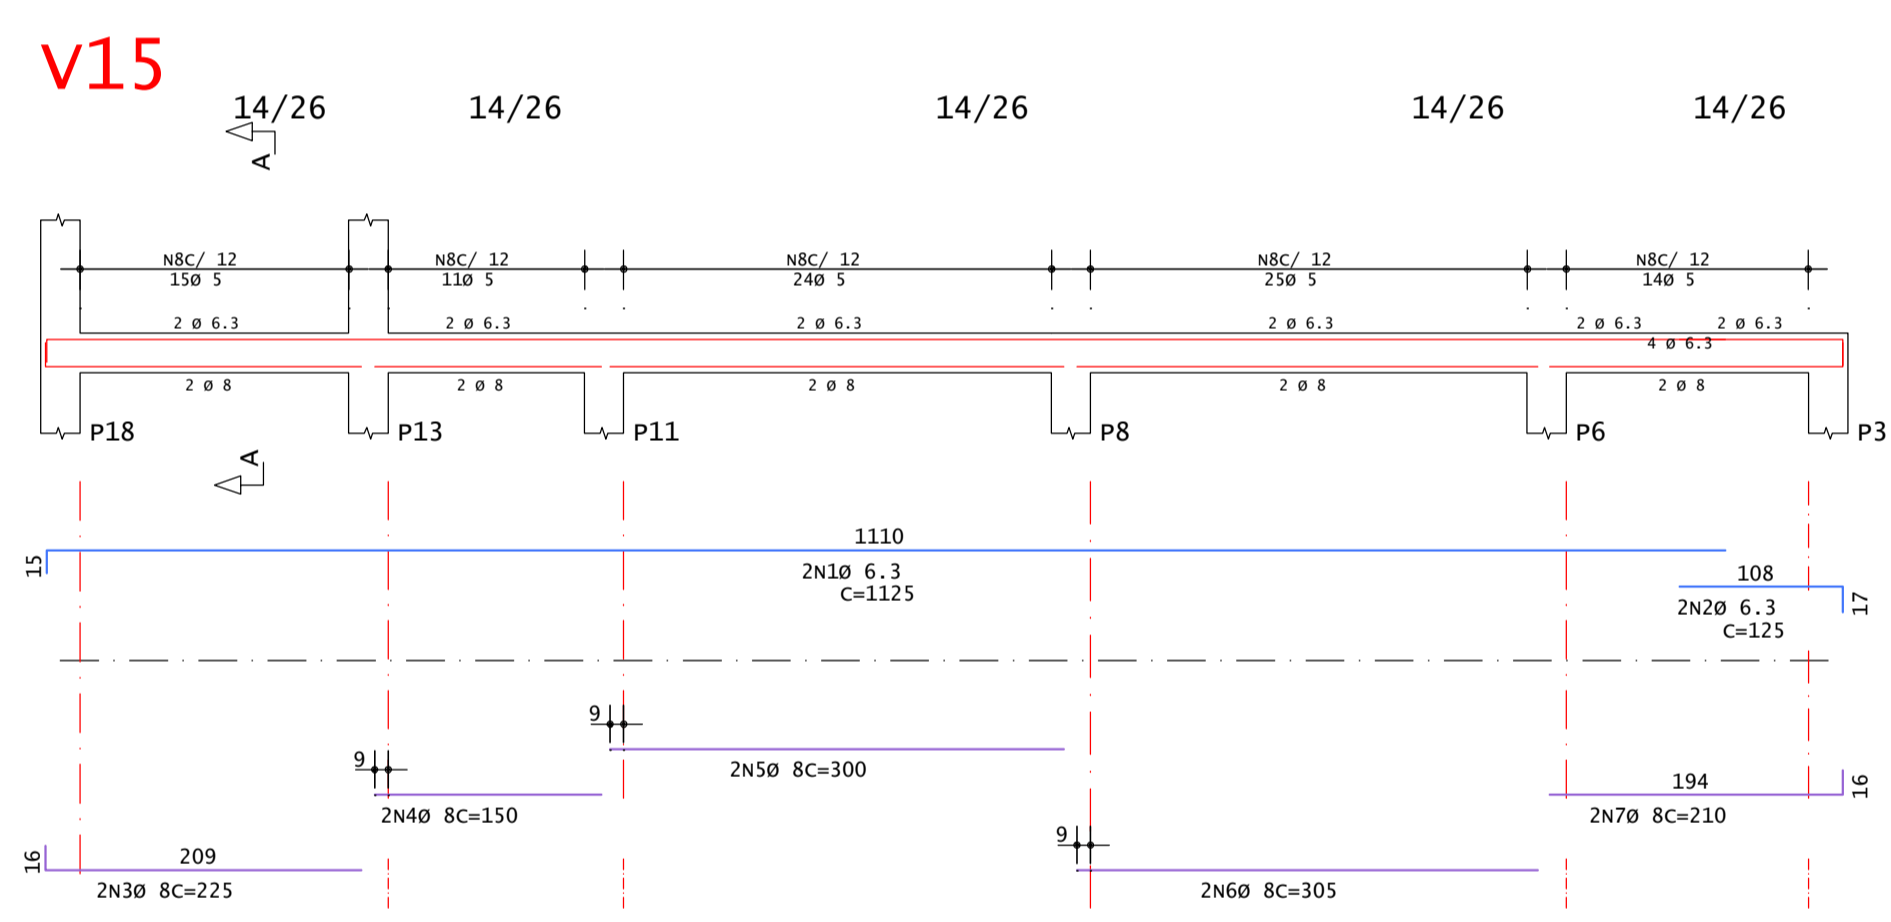 V15
14/26 14/26 14/26 14/26 14/26
A
N8C/ 12 N8C/ 12 N8C/ 12 N8C/ 12 N8C/ 12
15Ø 5 11Ø 5 24Ø 5 25Ø 5 14Ø 5
2 Ø 6.3 2 Ø 6.3 2 Ø 6.3 2 Ø 6.3 2 Ø 6.3 2 Ø 6.3
4 Ø 6.3
2 Ø 8 2 Ø 8 2 Ø 8 2 Ø 8 2 Ø 8
P18 P13 P11 P8 P6 P3
A
1110
15
2N1Ø 6.3
C=1125
108
17
2N2Ø 6.3
C=125
9
2N5Ø 8C=300
9
2N4Ø 8C=150
194
16
2N7Ø 8C=210
9
209
16
2N3Ø 8C=225
2N6Ø 8C=305